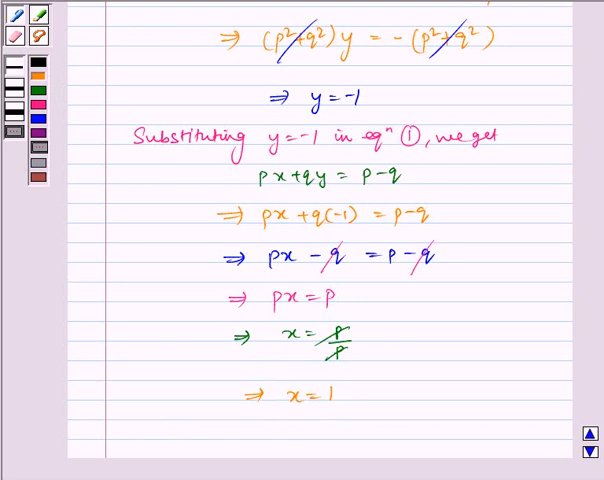 ⇒ (p²+q²)y = -(p²+q²)
⇒ y = -1
Substituting y = -1 in eqⁿ ①, we get
px + qy = p - q
⇒ px + q(-1) = p - q
⇒ px - q = p - q
⇒ px = p
⇒ x = p/p
⇒ x = 1